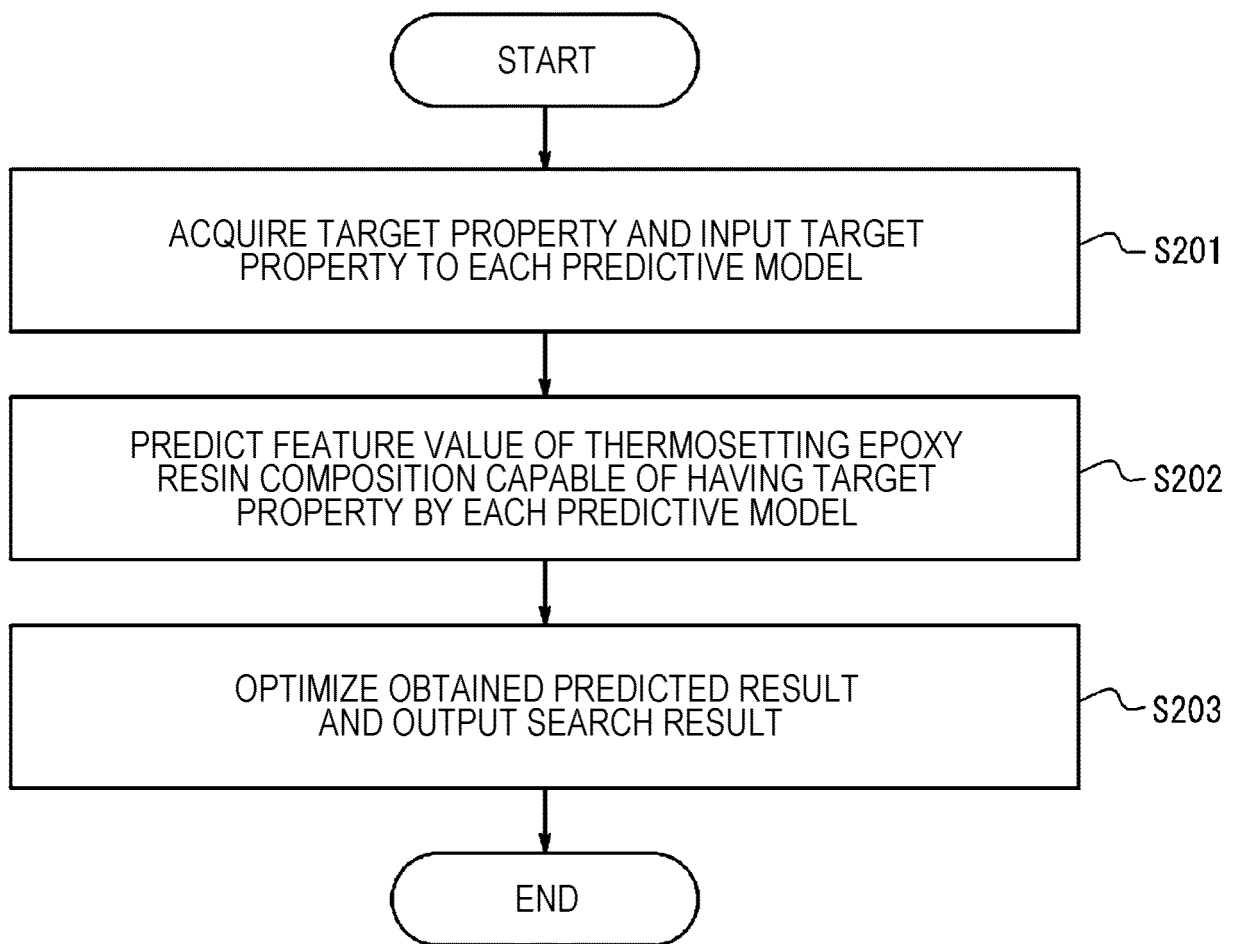 START
ACQUIRE TARGET PROPERTY AND INPUT TARGET
PROPERTY TO EACH PREDICTIVE MODEL
S201
PREDICT FEATURE VALUE OF THERMOSETTING EPOXY
RESIN COMPOSITION CAPABLE OF HAVING TARGET
PROPERTY BY EACH PREDICTIVE MODEL
S202
OPTIMIZE OBTAINED PREDICTED RESULT
AND OUTPUT SEARCH RESULT
S203
END